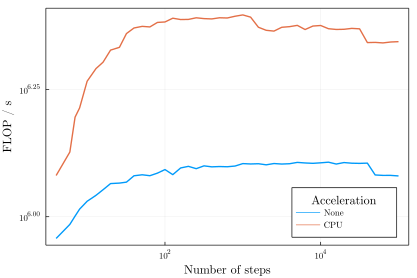 FLOP / s
10^6.25
10^6.00
Acceleration
None
CPU
10^2
10^4
Number of steps